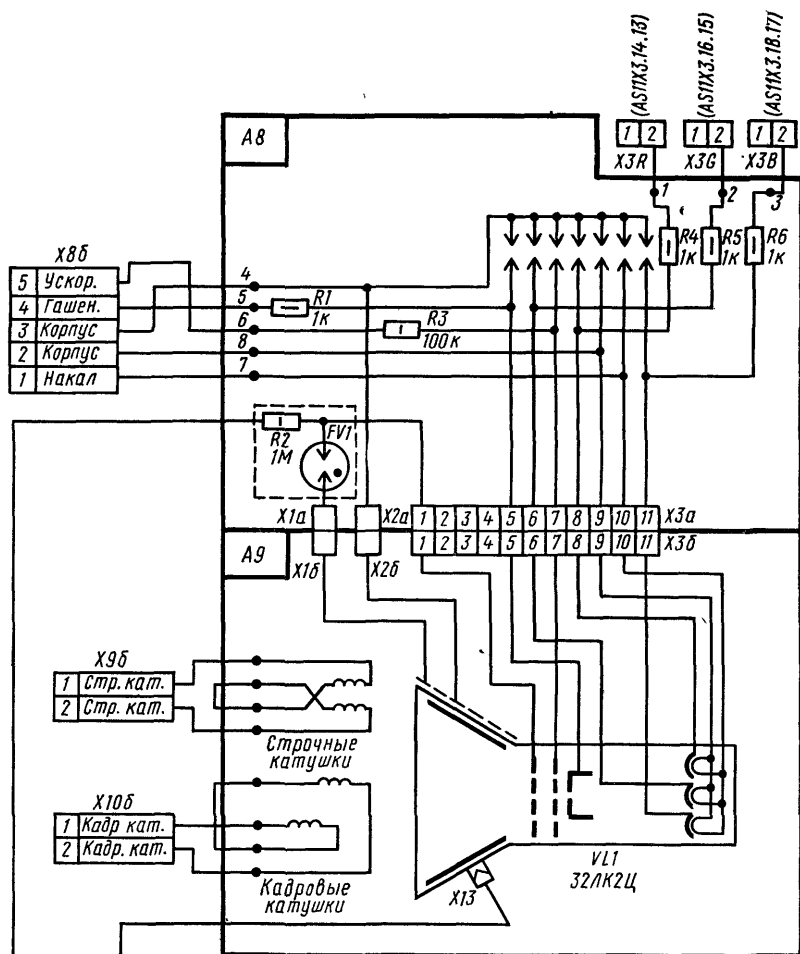 (AS11X3.14.13)
(AS11X3.16.15)
(AS11X3.18.17)
1 2
1 2
1 2
X3R
X3G
X3B
A8
1
2
3
R4
1к
R5
1к
R6
1к
X8б
5 Ускор.
4 Гашен.
3 Корпус
2 Корпус
1 Накал
4
5
6
8
7
R1
1к
R3
100к
R2
1М
FV1
X1а
X2а
1 2 3 4 5 6 7 8 9 10 11
X3а
A9
X1б
X2б
1 2 3 4 5 6 7 8 9 10 11
X3б
X9б
1 Стр. кат.
2 Стр. кат.
Строчные
катушки
X10б
1 Кадр кат.
2 Кадр. кат.
Кадровые
катушки
X13
VL1
32ЛК2Ц